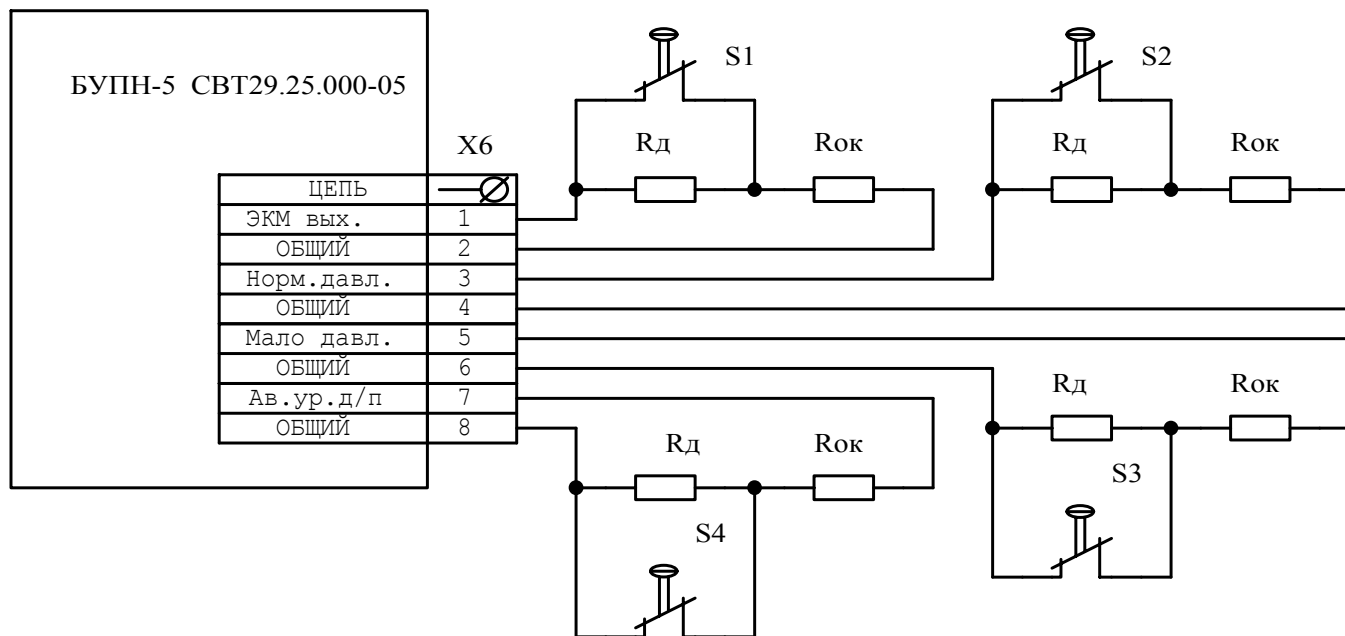 БУПН-5 СВТ29.25.000-05
S1
S2
X6
Rд
Rок
Rд
Rок
ЦЕПЬ
ЭКМ вых. 1
ОБЩИЙ 2
Норм.давл. 3
ОБЩИЙ 4
Мало давл. 5
ОБЩИЙ 6
Ав.ур.д/п 7
ОБЩИЙ 8
Rд
Rок
Rд
Rок
S3
S4